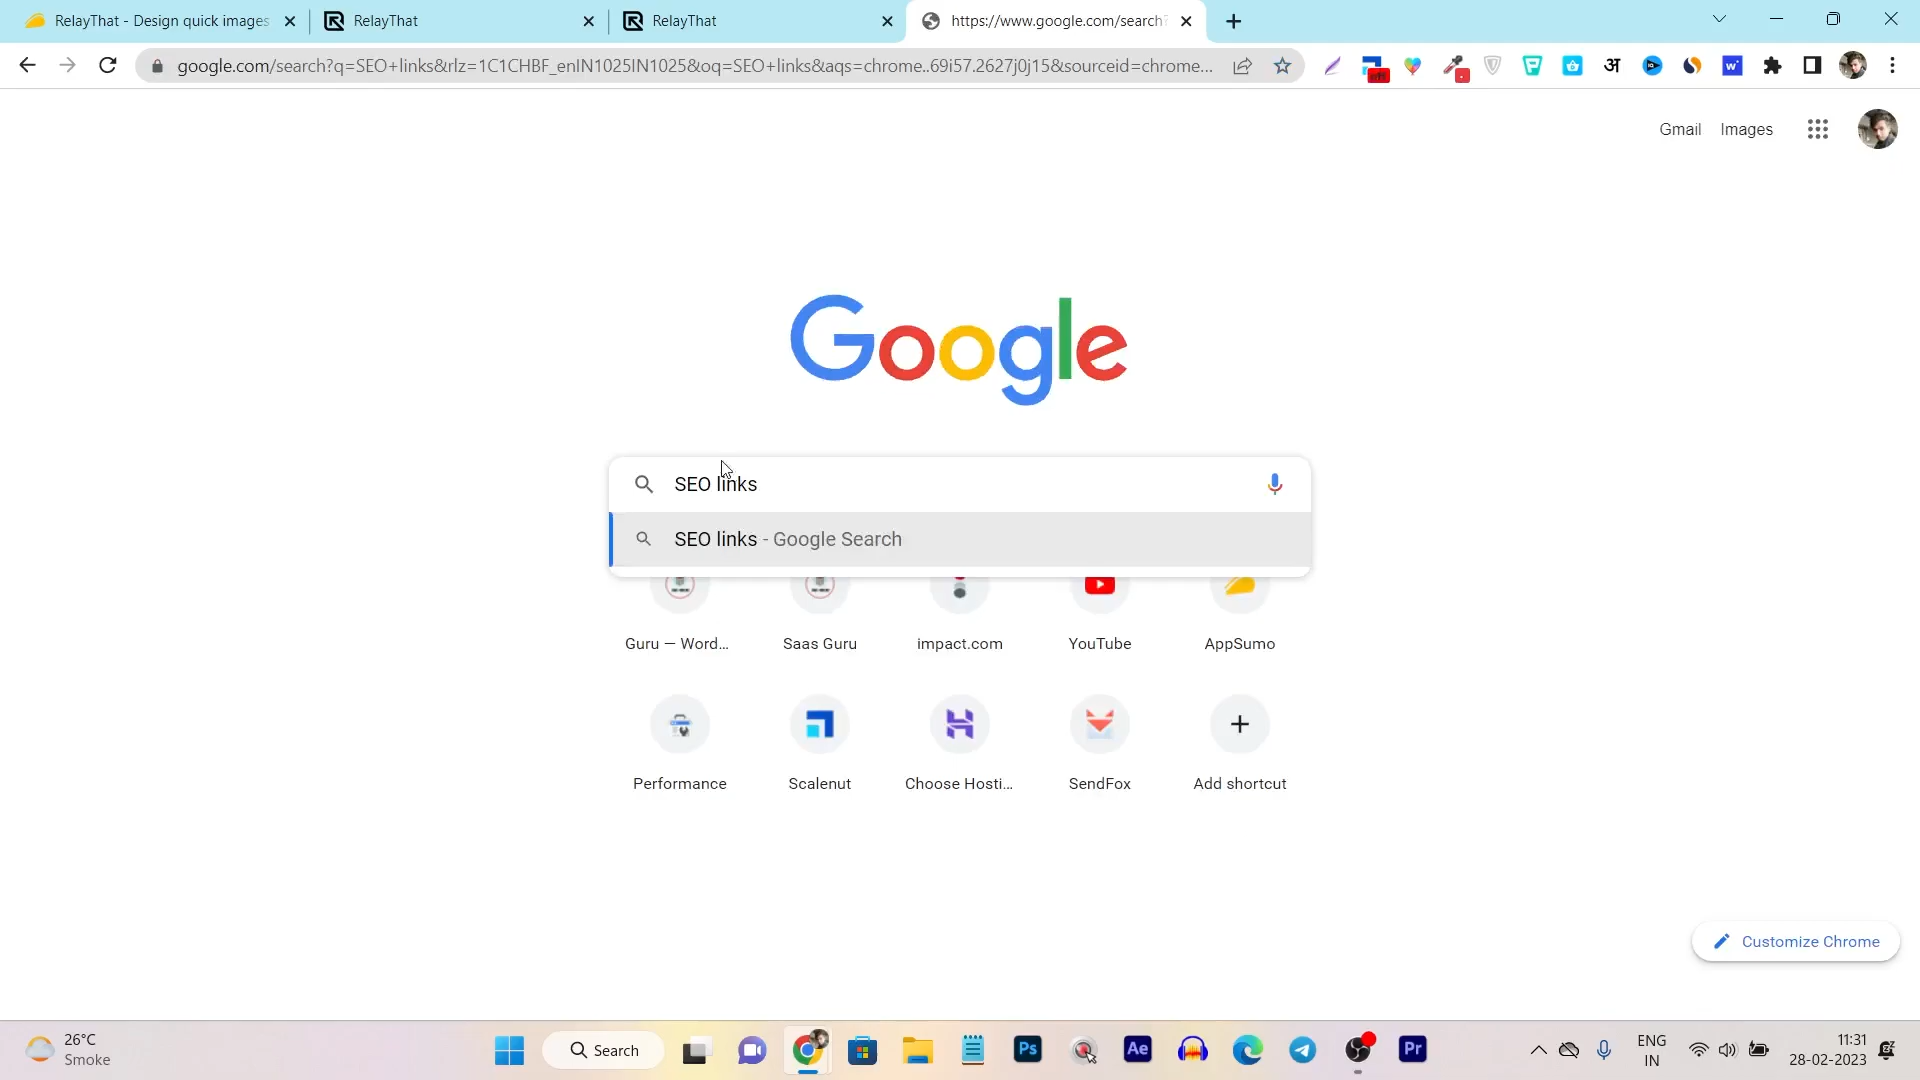 RelayThat - Design quick images
RelayThat
RelayThat
https://www.google.com/search?
google.com/search?q=SEO+links&rlz=1C1CHBF_enIN1025IN1025&oq=SEO+links&aqs=chrome..69i57.2627j0j15&sourceid=chrome...
Gmail
Images
Google
SEO links
SEO links - Google Search
Guru — Word...
Saas Guru
impact.com
YouTube
AppSumo
Performance
Scalenut
Choose Hosti...
SendFox
Add shortcut
Customize Chrome
26°C
Smoke
Search
Ps
Ae
Pr
ENG
IN
11:31
28-02-2023